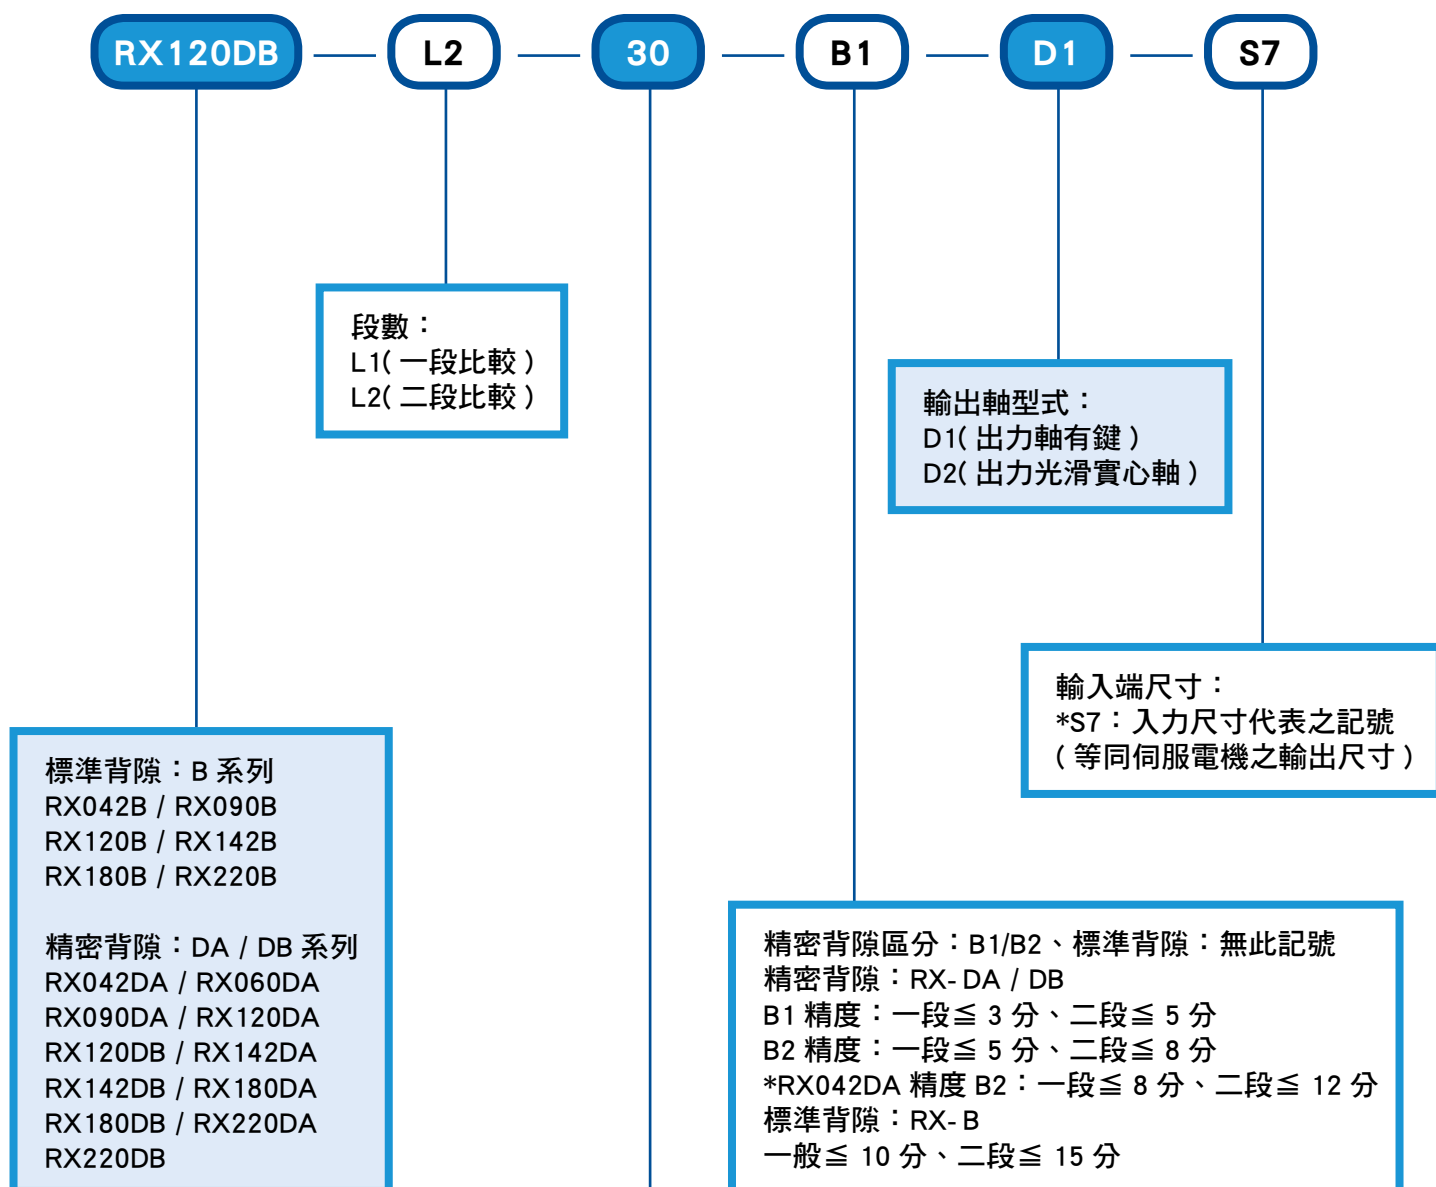 RX120DB — L2 — 30 — B1 — D1 — S7
段數：
L1( 一段比較 )
L2( 二段比較 )
輸出軸型式：
D1( 出力軸有鍵 )
D2( 出力光滑實心軸 )
輸入端尺寸：
*S7：入力尺寸代表之記號
( 等同伺服電機之輸出尺寸 )
標準背隙：B 系列
RX042B / RX090B
RX120B / RX142B
RX180B / RX220B
精密背隙：DA / DB 系列
RX042DA / RX060DA
RX090DA / RX120DA
RX120DB / RX142DA
RX142DB / RX180DA
RX180DB / RX220DA
RX220DB
精密背隙區分：B1/B2、標準背隙：無此記號
精密背隙：RX- DA / DB
B1 精度：一段≦ 3 分、二段≦ 5 分
B2 精度：一段≦ 5 分、二段≦ 8 分
*RX042DA 精度 B2：一段≦ 8 分、二段≦ 12 分
標準背隙：RX- B
一般≦ 10 分、二段≦ 15 分